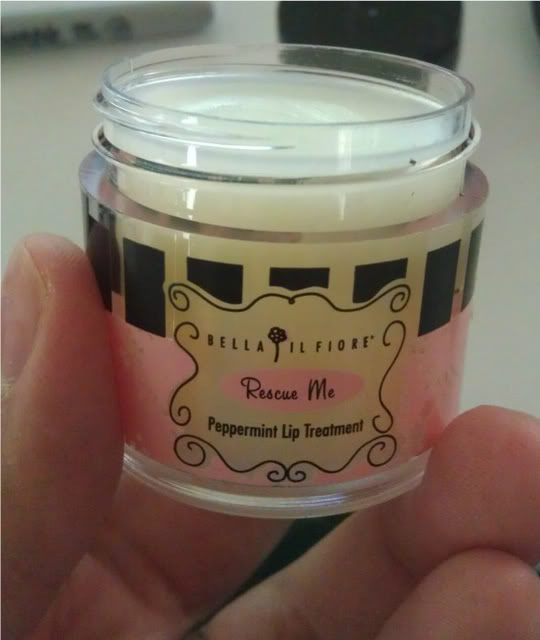 BELLA IL FIORE®
Rescue Me
Peppermint Lip Treatment